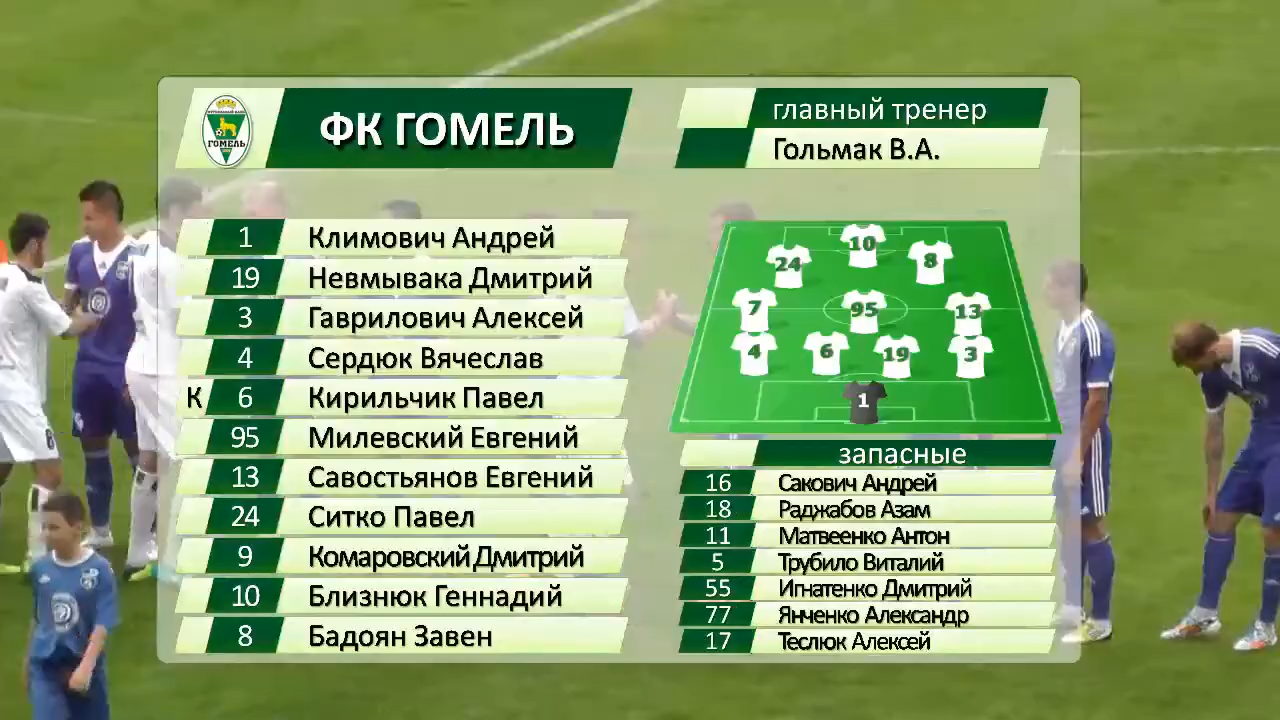 ФК ГОМЕЛЬ
ГОМЕЛЬ
главный тренер
Гольмак В.А.
1 Климович Андрей
19 Невмывака Дмитрий
3 Гаврилович Алексей
4 Сердюк Вячеслав
К 6 Кирильчик Павел
95 Милевский Евгений
13 Савостьянов Евгений
24 Ситко Павел
9 Комаровский Дмитрий
10 Близнюк Геннадий
8 Бадоян Завен
10
24 8
7 95 13
4 6 19 3
1
запасные
16 Сакович Андрей
18 Раджабов Азам
11 Матвеенко Антон
5 Трубило Виталий
55 Игнатенко Дмитрий
77 Янченко Александр
17 Теслюк Алексей